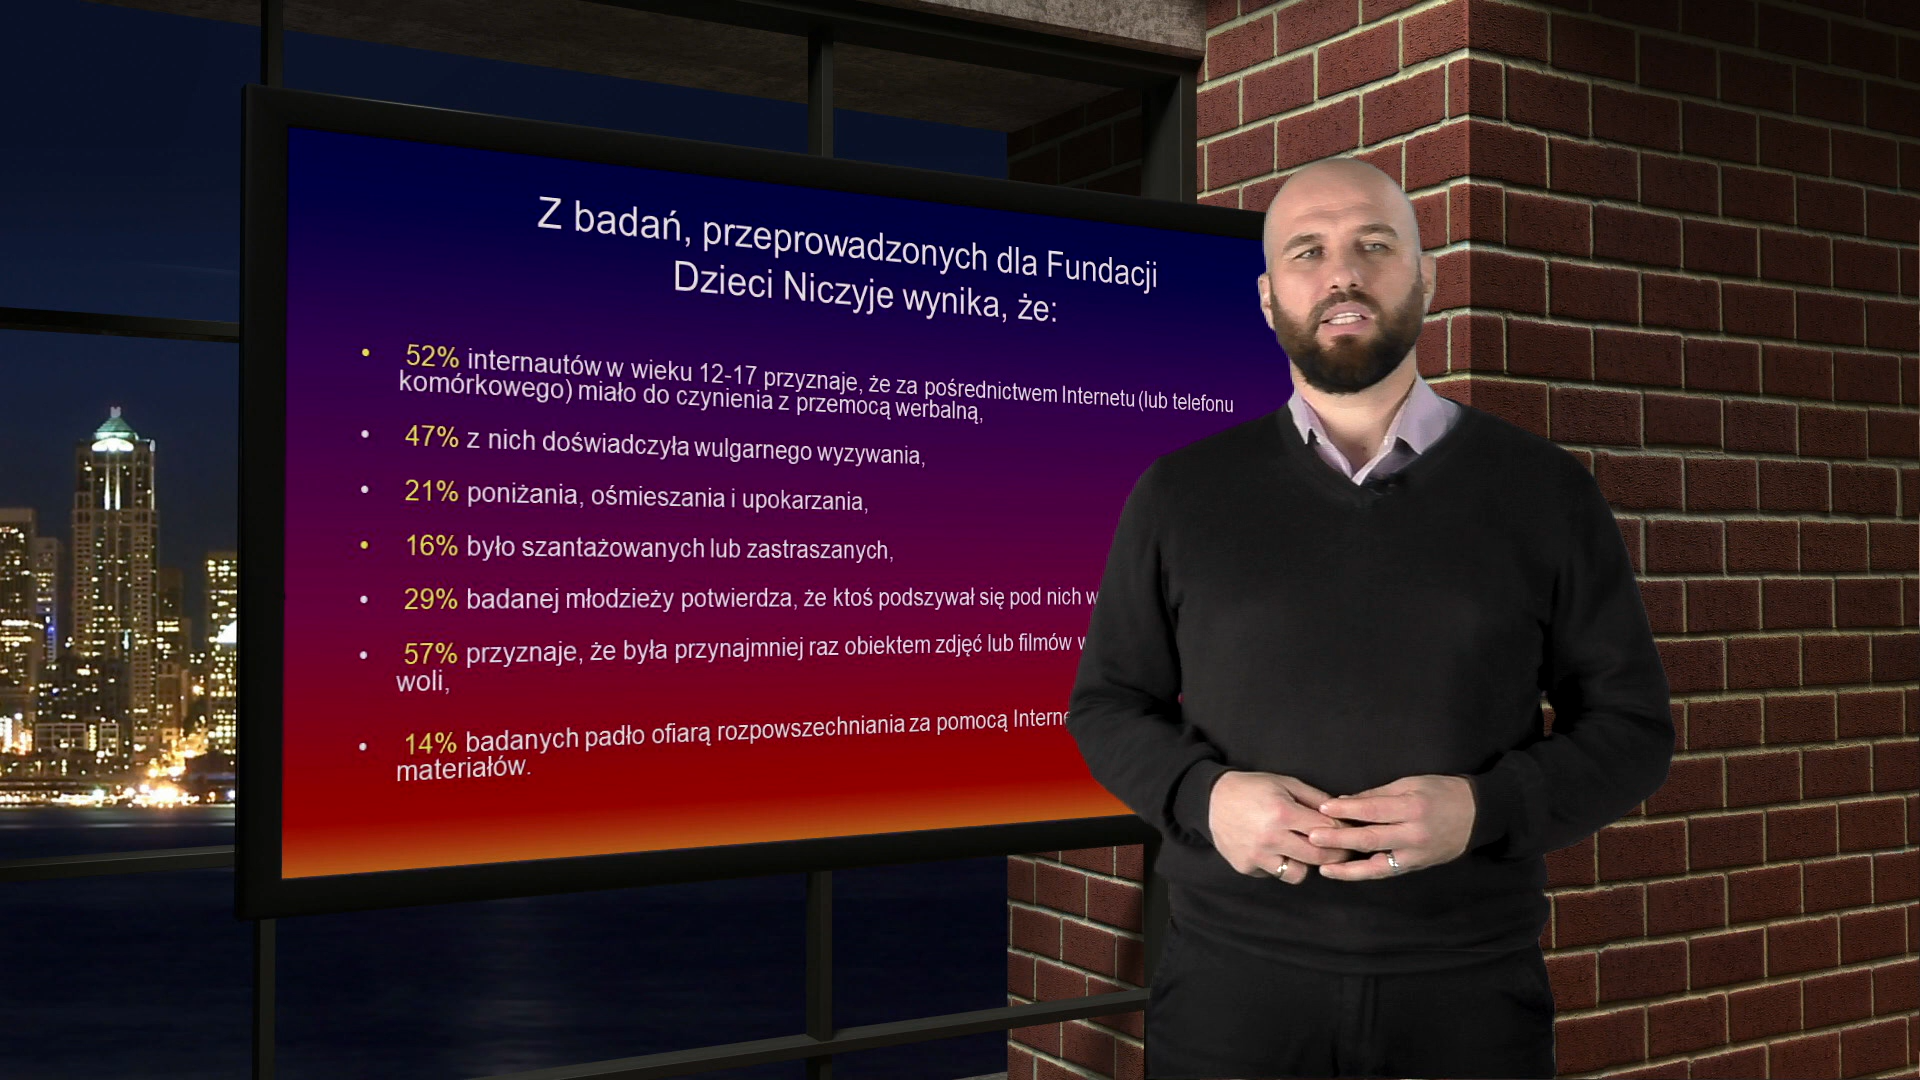 Z badań, przeprowadzonych dla Fundacji
Dzieci Niczyje wynika, że:
• 52% internautów w wieku 12-17 przyznaje, że za pośrednictwem Internetu (lub telefonu
komórkowego) miało do czynienia z przemocą werbalną,
• 47% z nich doświadczyła wulgarnego wyzywania,
• 21% poniżania, ośmieszania i upokarzania,
• 16% było szantażowanych lub zastraszanych,
• 29% badanej młodzieży potwierdza, że ktoś podszywał się pod nich
• 57% przyznaje, że była przynajmniej raz obiektem zdjęć lub filmów
woli,
• 14% badanych padło ofiarą rozpowszechniania za pomocą
materiałów.